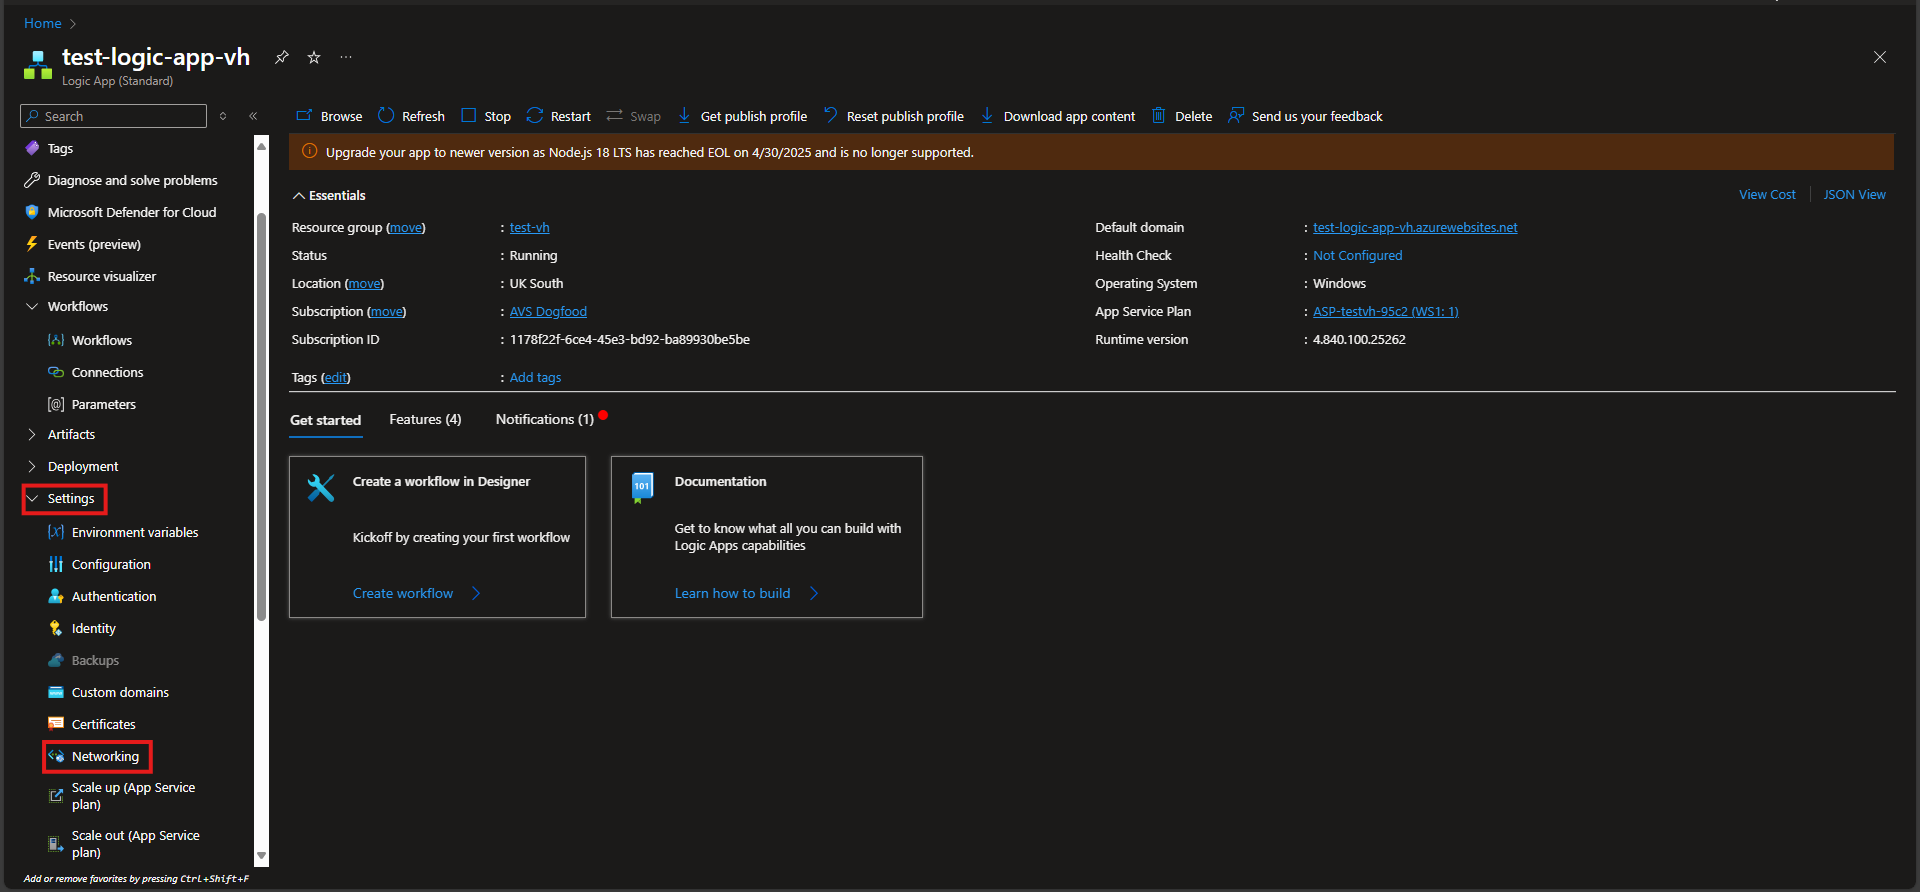 Home
test-logic-app-vh
Logic App (Standard)
Search
Browse Refresh Stop Restart Swap Get publish profile Reset publish profile Download app content Delete Send us your feedback
Upgrade your app to newer version as Node.js 18 LTS has reached EOL on 4/30/2025 and is no longer supported.
Tags
Diagnose and solve problems
Microsoft Defender for Cloud
Events (preview)
Resource visualizer
Workflows
Workflows
Connections
[@] Parameters
Artifacts
Deployment
Settings
Environment variables
Configuration
Authentication
Identity
Backups
Custom domains
Certificates
Networking
Scale up (App Service
plan)
Scale out (App Service
plan)
Add or remove favorites by pressing Ctrl+Shift+F
Essentials
View Cost JSON View
Resource group (move) : test-vh
Status : Running
Location (move) : UK South
Subscription (move) : AVS Dogfood
Subscription ID : 1178f22f-6ce4-45e3-bd92-ba89930be5be
Default domain : test-logic-app-vh.azurewebsites.net
Health Check : Not Configured
Operating System : Windows
App Service Plan : ASP-testvh-95c2 (WS1: 1)
Runtime version : 4.840.100.25262
Tags (edit) : Add tags
Get started Features (4) Notifications (1)
Create a workflow in Designer
Kickoff by creating your first workflow
Create workflow
101
Documentation
Get to know what all you can build with
Logic Apps capabilities
Learn how to build